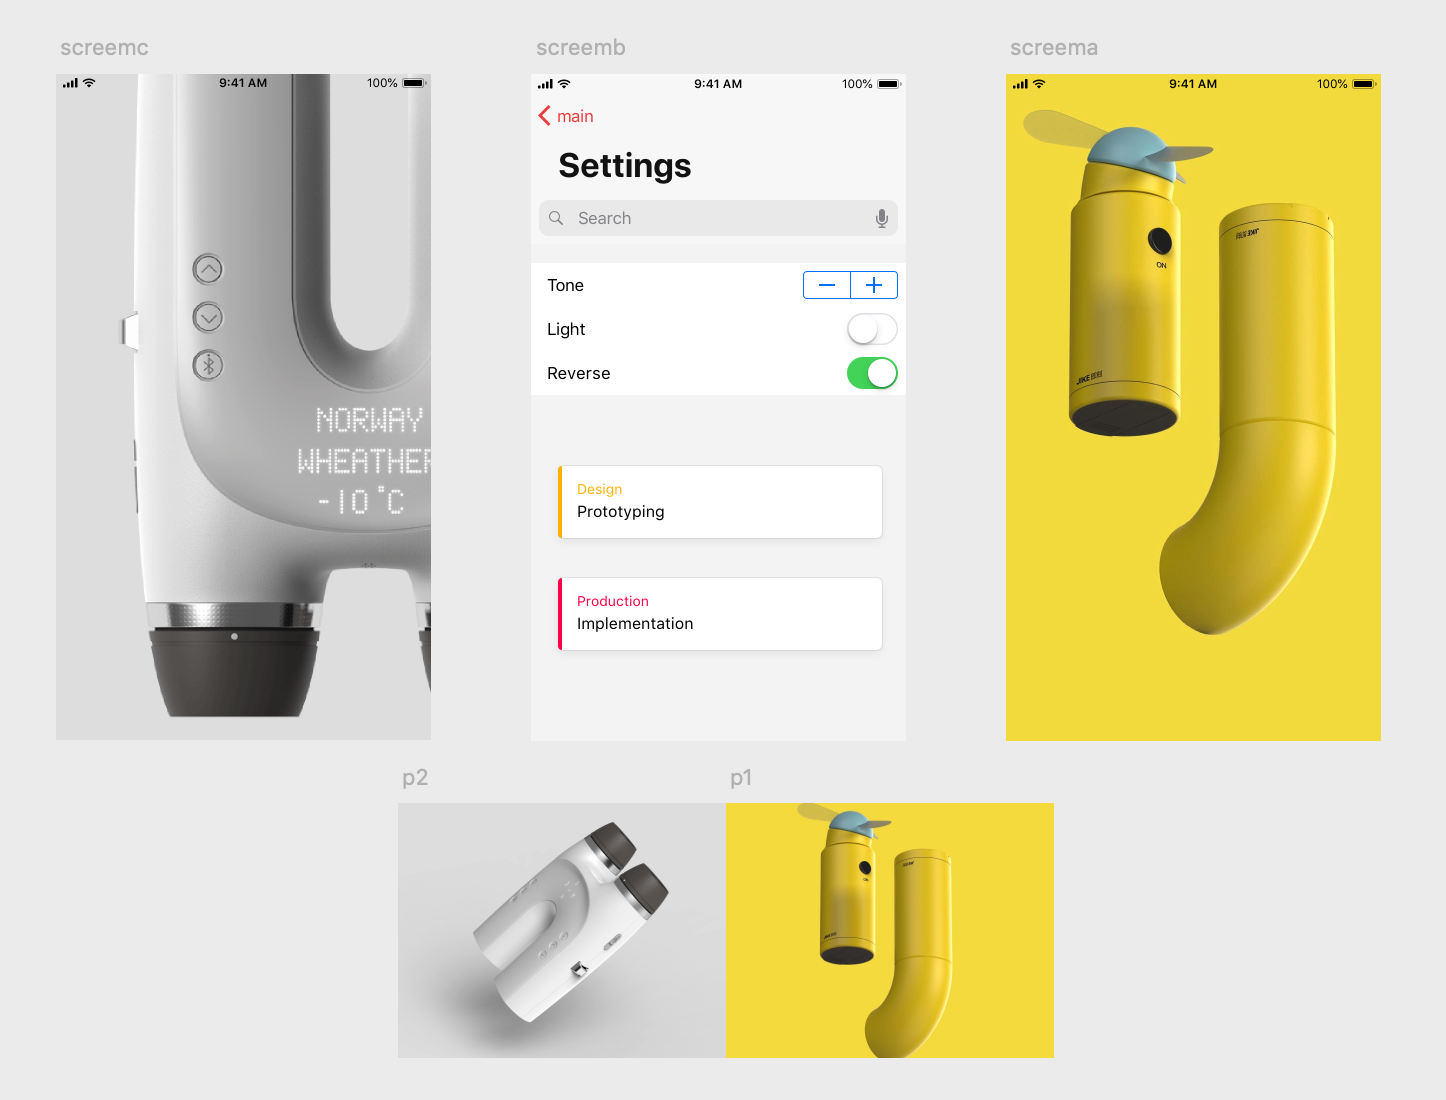 screemc
9:41 AM
100%
NORWAY
WHEATHER
-10°C
screemb
9:41 AM
100%
main
Settings
Search
Tone
Light
Reverse
Design
Prototyping
Production
Implementation
screema
9:41 AM
100%
ON
JIKE
JIKE
p2
p1